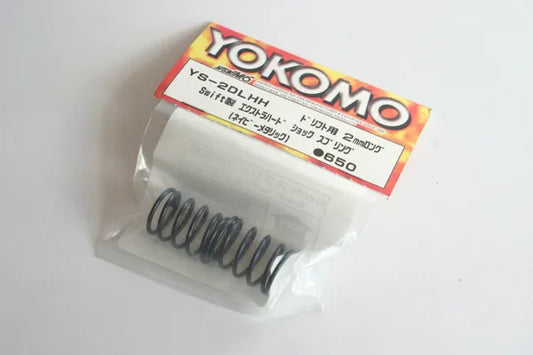 YOKOMO
YOKOMO
YS-2DLHH ドリフト用 2mmロング
Swift製 エクストラハード ショック スプリング
(ネイビーメタリック) ●650